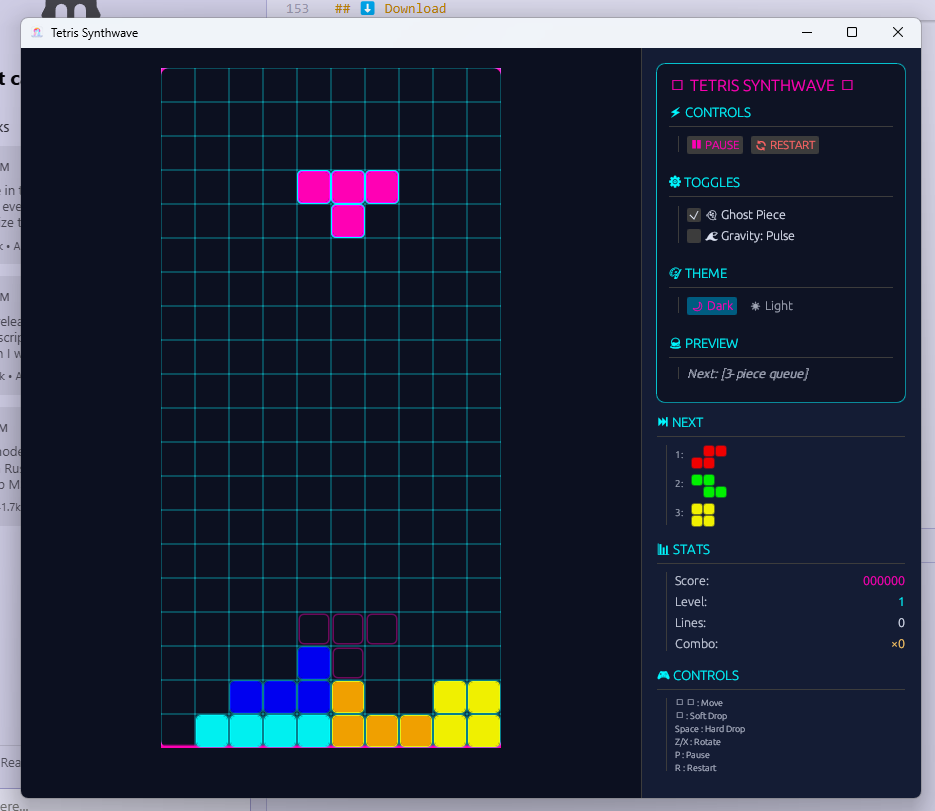 153 ## ⬇ Download
Tetris Synthwave
□ TETRIS SYNTHWAVE □
⚡ CONTROLS
PAUSE RESTART
TOGGLES
Ghost Piece
Gravity: Pulse
THEME
Dark Light
PREVIEW
Next: [3-piece queue]
NEXT
1:
2:
3:
STATS
Score: 000000
Level: 1
Lines: 0
Combo: ×0
CONTROLS
□ □ : Move
□ : Soft Drop
Space : Hard Drop
Z/X : Rotate
P : Pause
R : Restart